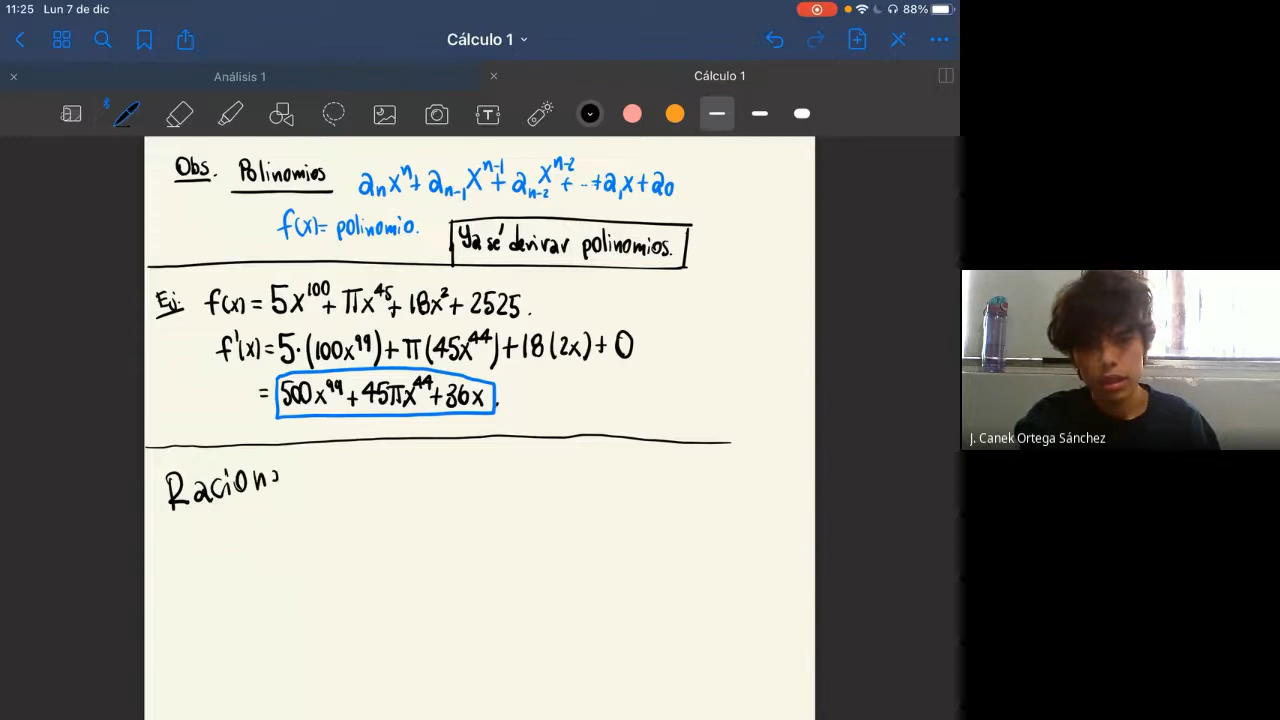 11:25 Lun 7 de dic
88%
Cálculo 1
Análisis 1
Cálculo 1
Obs. Polinomios aₙxⁿ + aₙ₋₁xⁿ⁻¹ + aₙ₋₂xⁿ⁻² + ... + a₁x + a₀
f(x) = polinomio. Ya sé derivar polinomios.
Ej: f(x) = 5x¹⁰⁰ + πx⁴⁵ + 18x² + 2525.
f'(x) = 5·(100x⁹⁹) + π(45x⁴⁴) + 18(2x) + 0
= 500x⁹⁹ + 45πx⁴⁴ + 36x.
Racion
J. Canek Ortega Sánchez